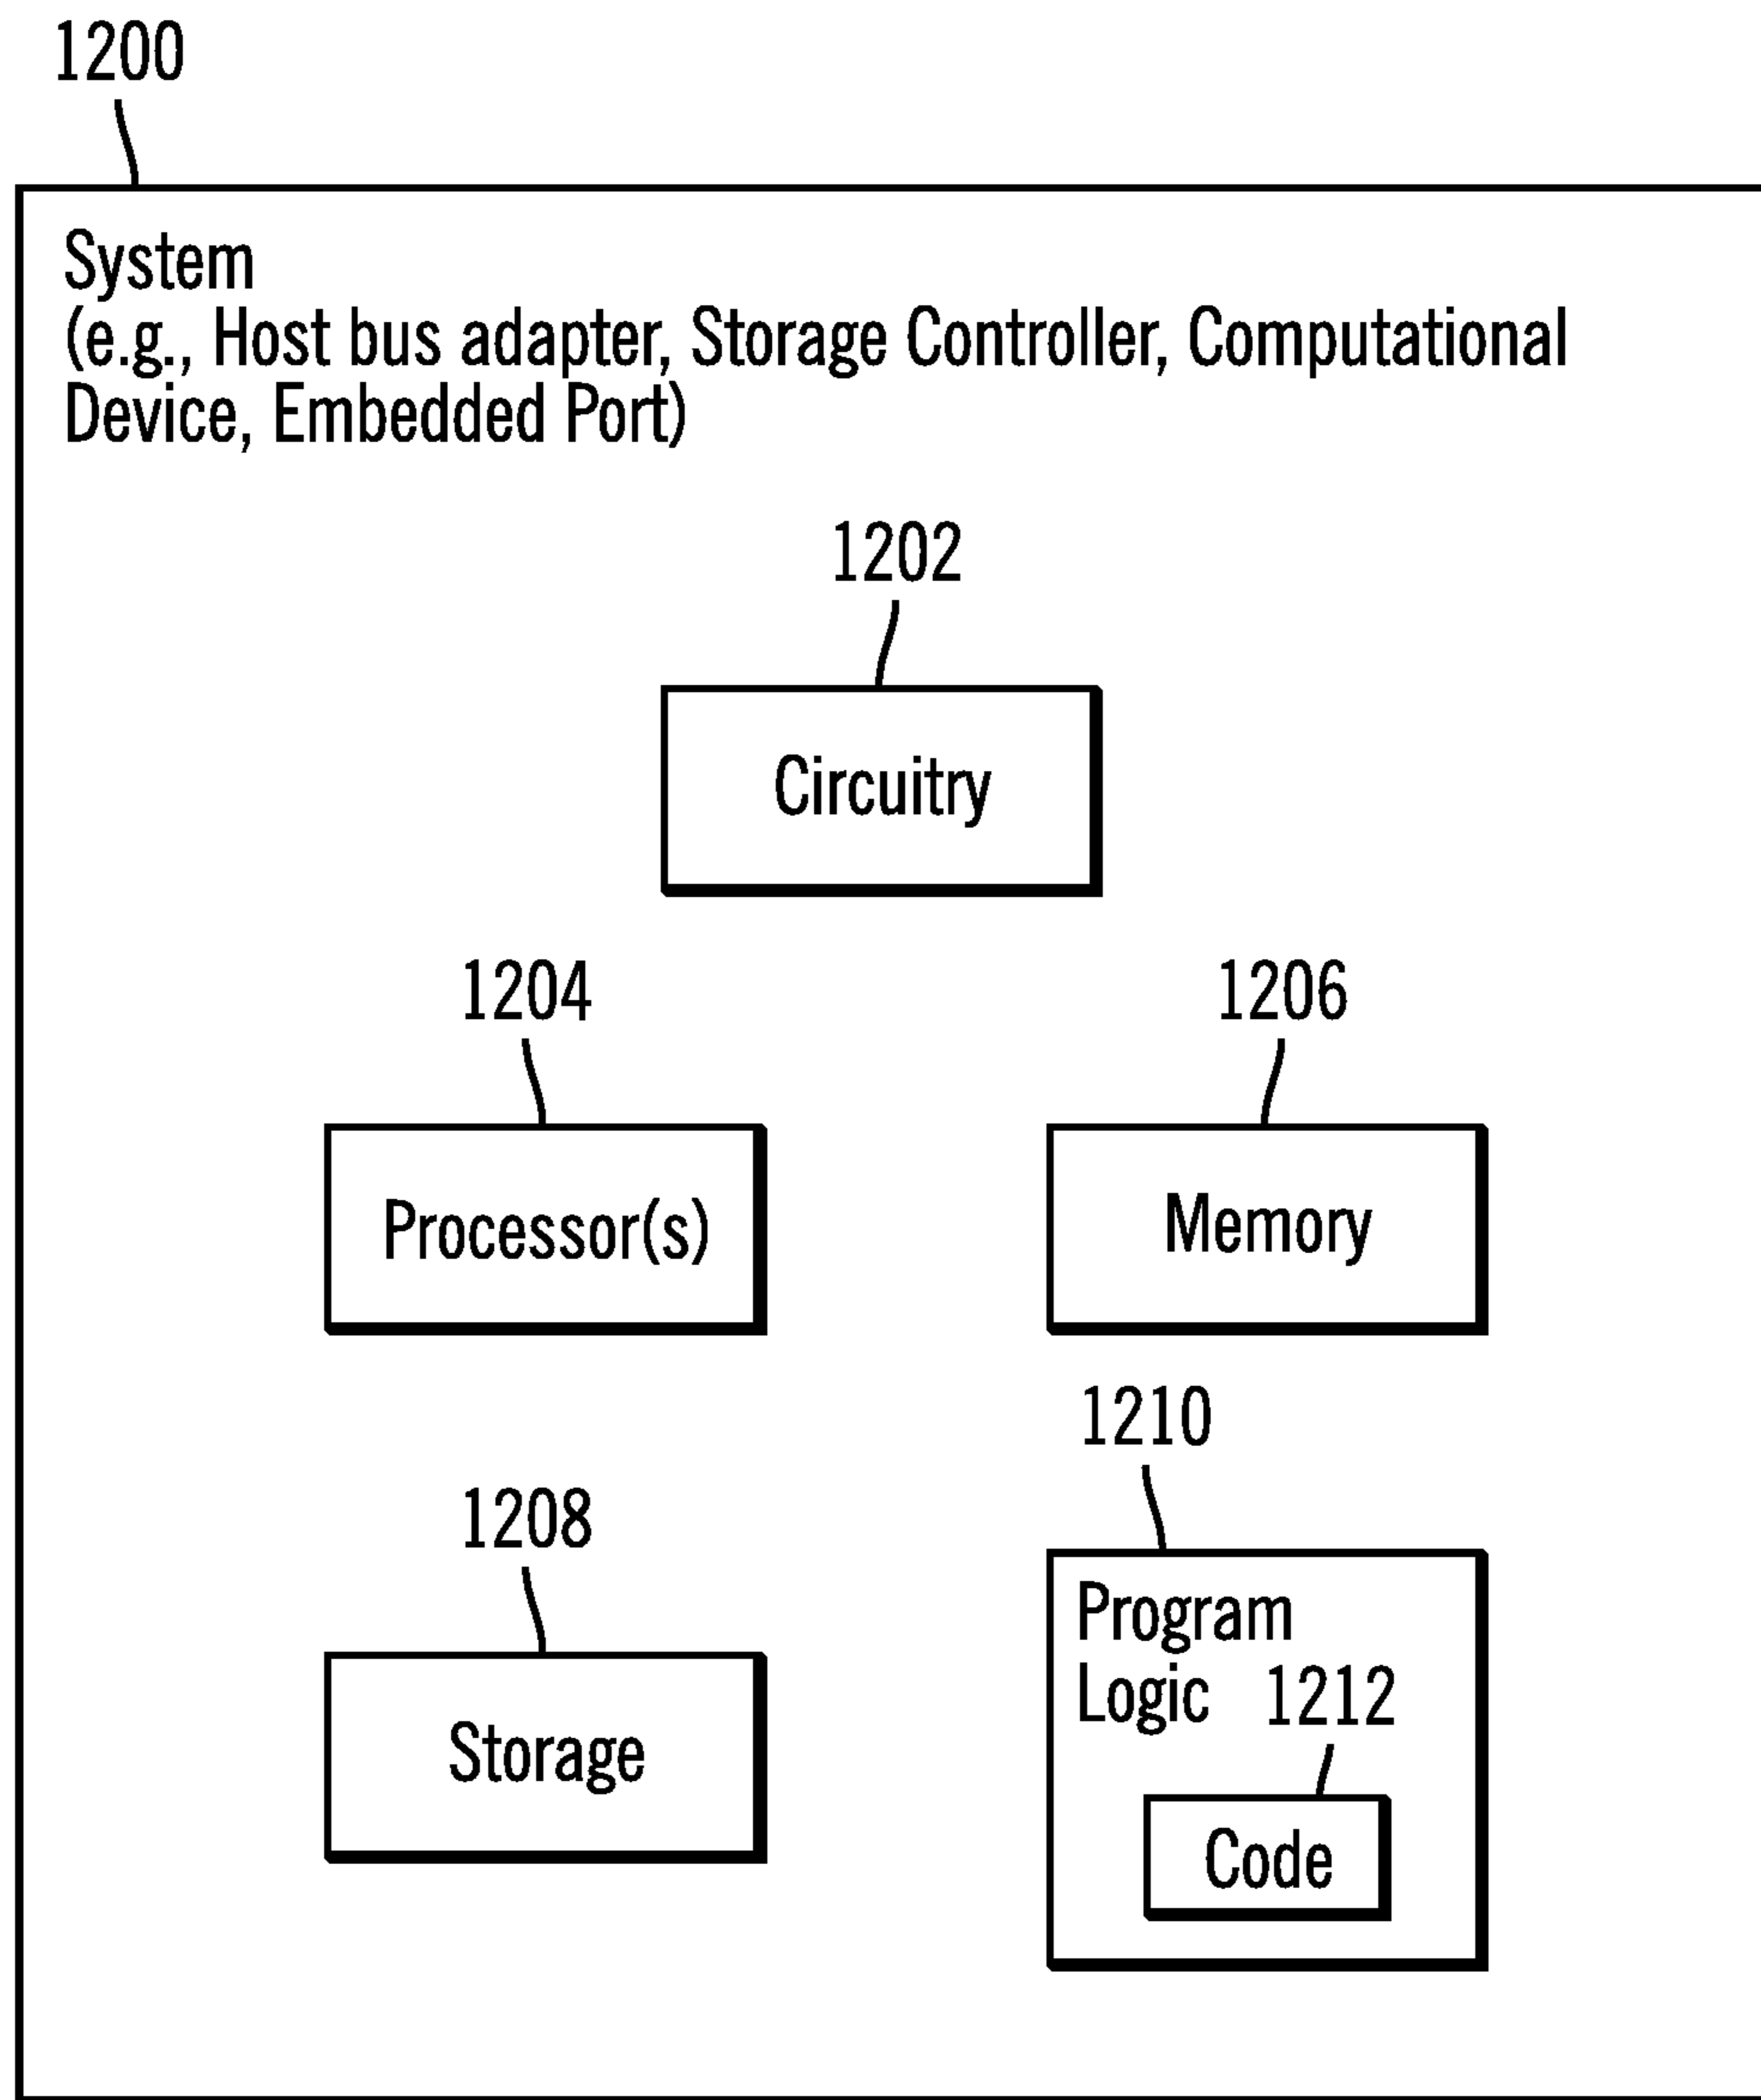 1200
System
(e.g., Host bus adapter, Storage Controller, Computational
Device, Embedded Port)
1202
Circuitry
1204
1206
Processor(s)
Memory
1210
1208
Program
Logic 1212
Storage
Code